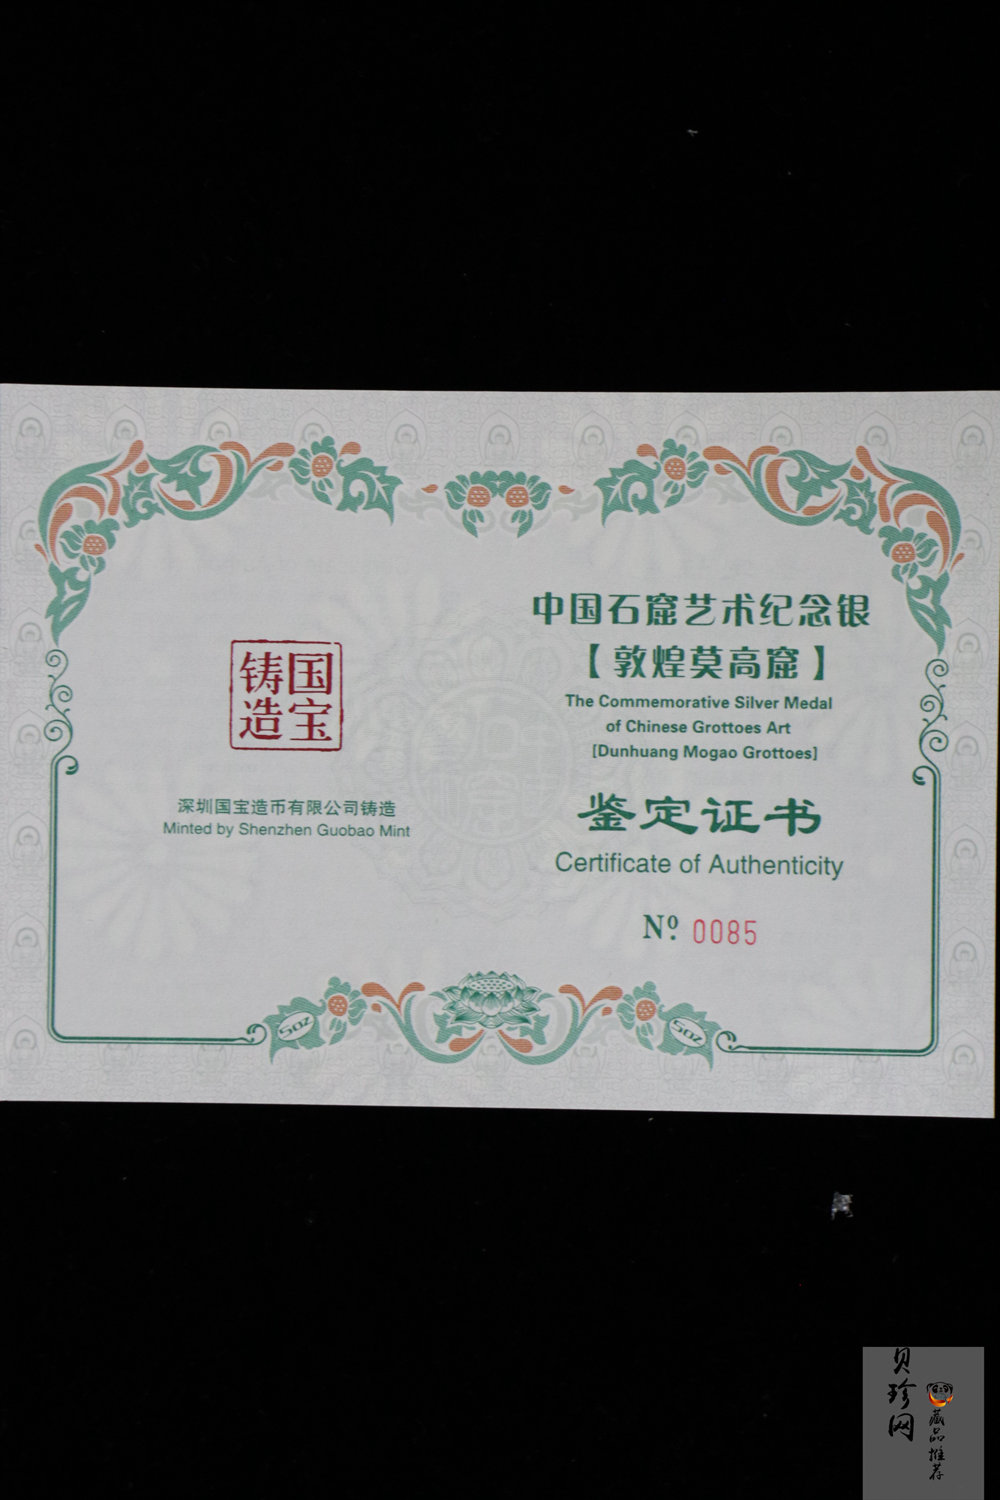 国宝
铸造
深圳国宝造币有限公司铸造
Minted by Shenzhen Guobao Mint
中国石窟艺术纪念银
【敦煌莫高窟】
The Commemorative Silver Medal
of Chinese Grottoes Art
[Dunhuang Mogao Grottoes]
鉴定证书
Certificate of Authenticity
Nº. 0085
5OZ
5OZ
贝珍网
藏品推荐